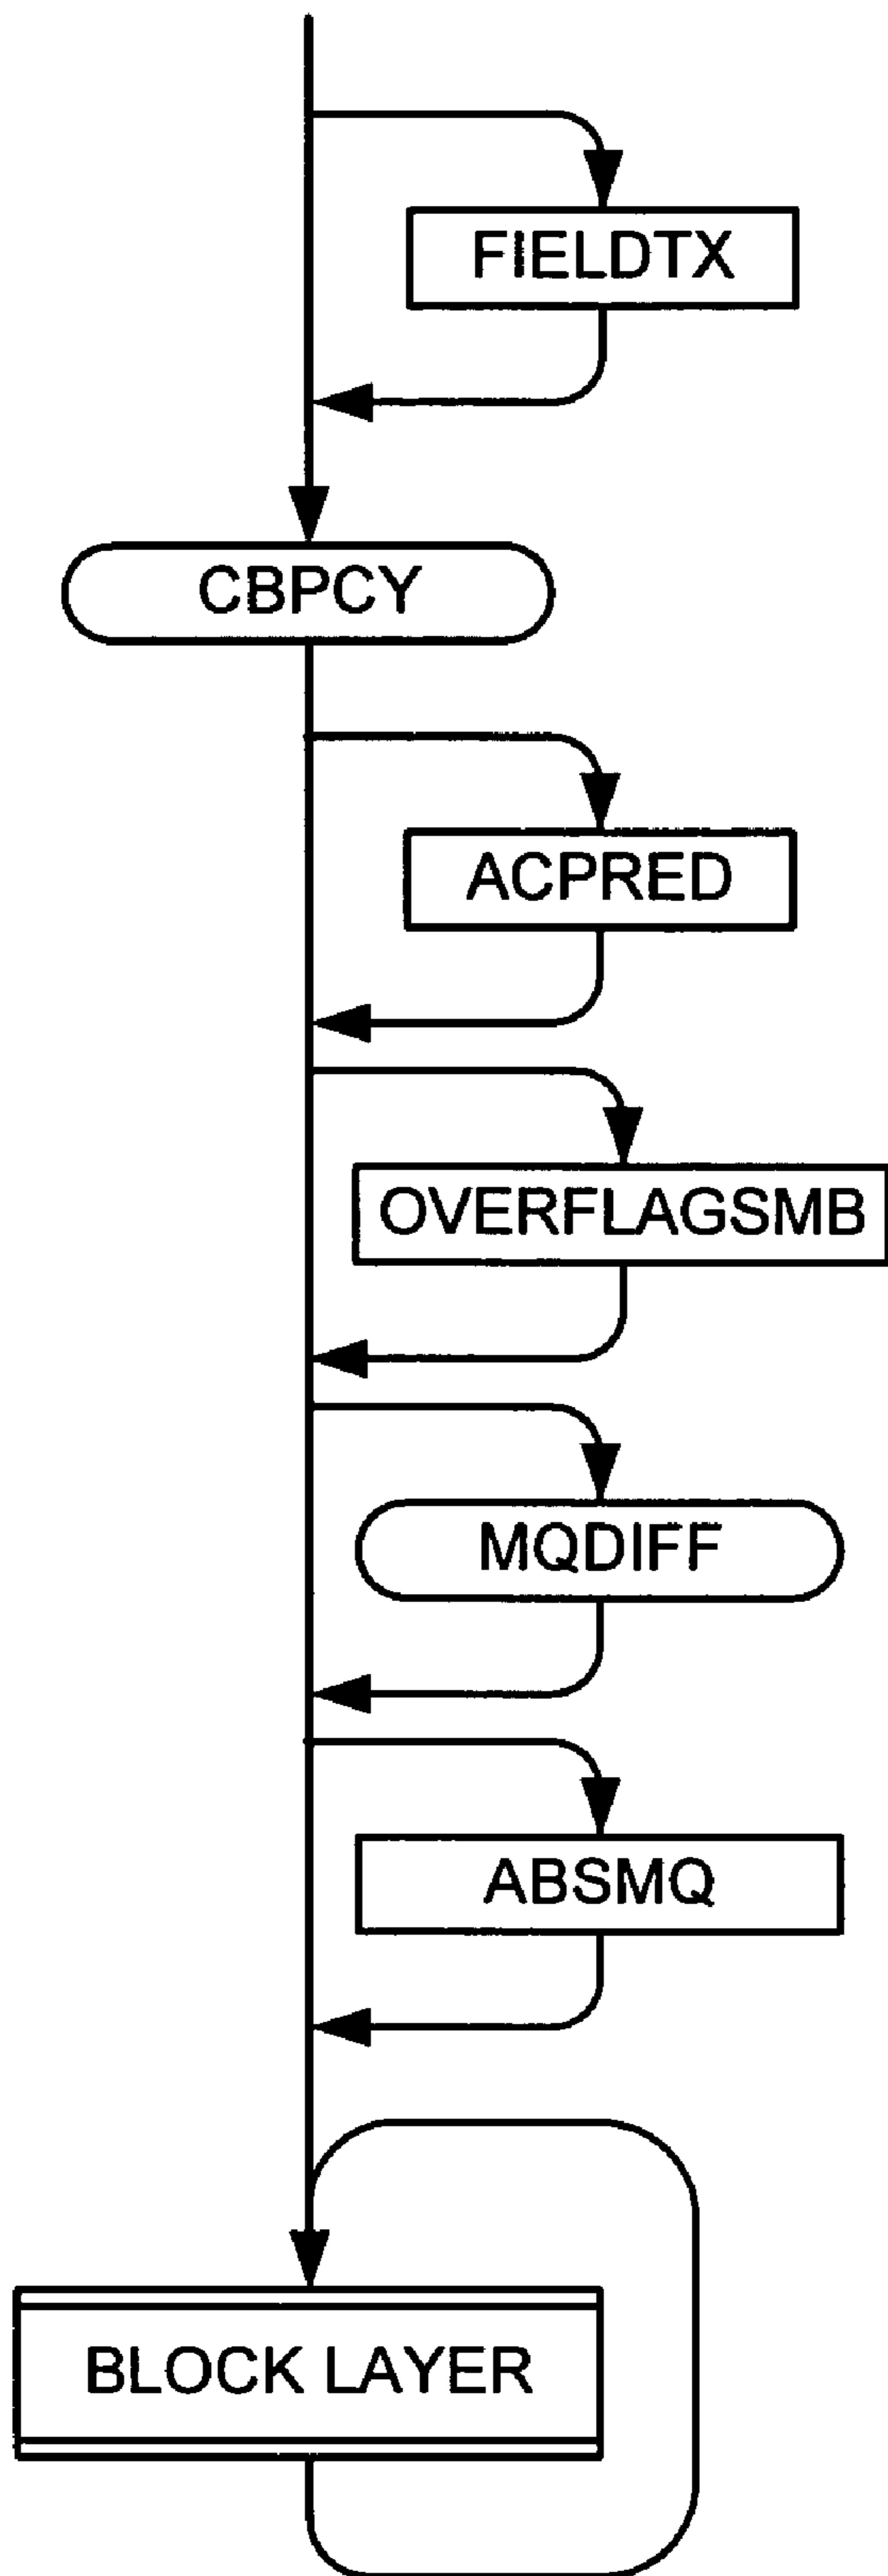 FIELDTX
CBPCY
ACPRED
OVERFLAGSMB
MQDIFF
ABSMQ
BLOCK LAYER